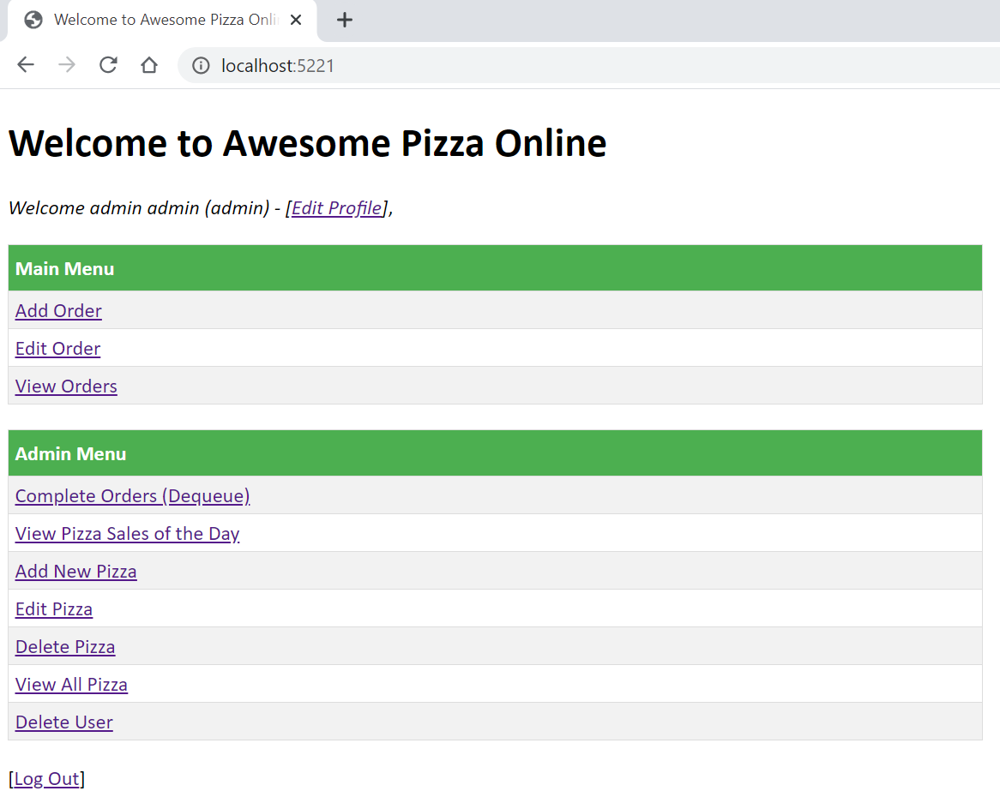 Welcome to Awesome Pizza Onli
localhost:5221
Welcome to Awesome Pizza Online
Welcome admin admin (admin) - [Edit Profile],
Main Menu
Add Order
Edit Order
View Orders
Admin Menu
Complete Orders (Dequeue)
View Pizza Sales of the Day
Add New Pizza
Edit Pizza
Delete Pizza
View All Pizza
Delete User
[Log Out]